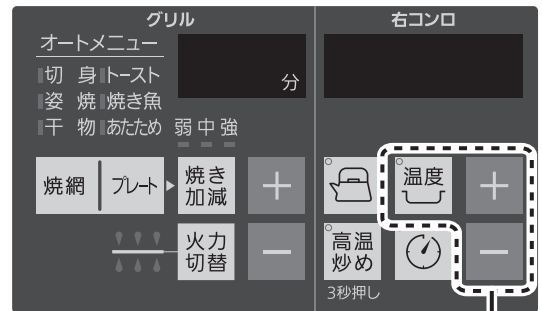 グリル
オートメニュー
切 身 トースト
姿 焼 焼き魚
干 物 あたため 弱 中 強
分
焼網 プレート 焼き加減 ＋
火力切替 −
右コンロ
温度 ＋
高温炒め −
3秒押し